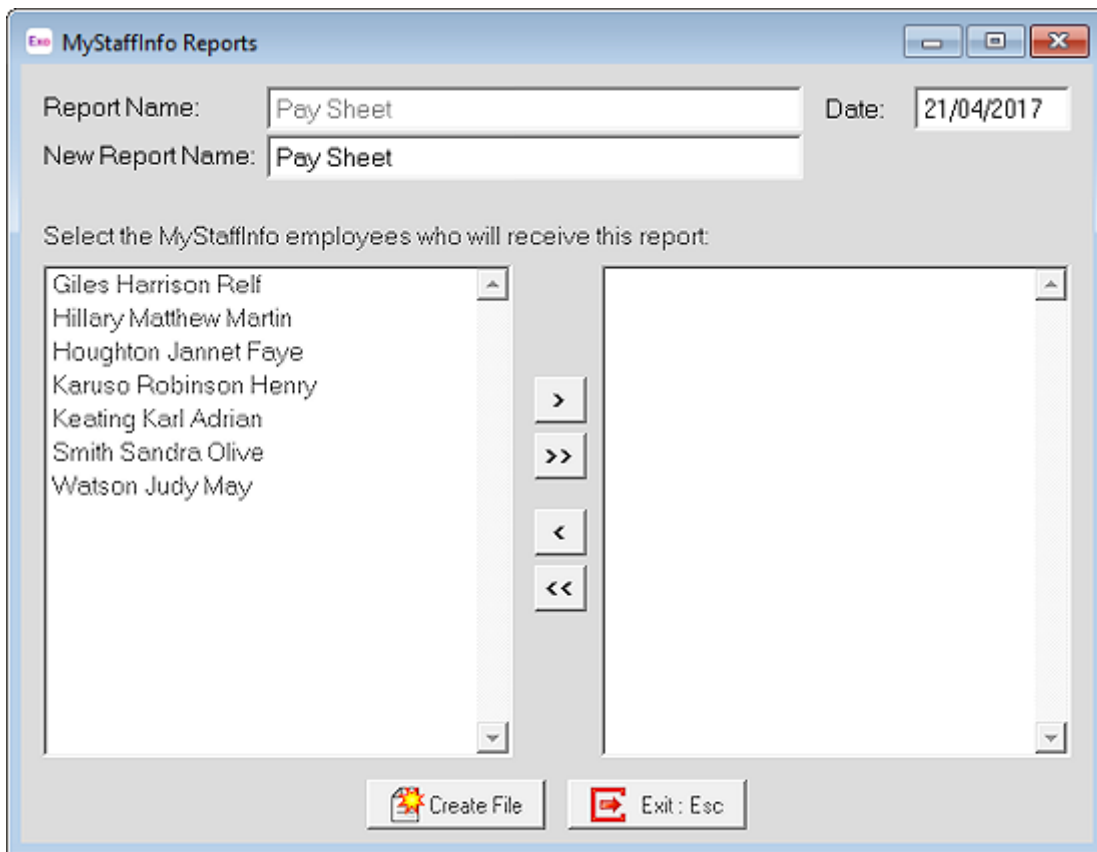 Exo MyStaffInfo Reports
Report Name: Pay Sheet Date: 21/04/2017
New Report Name: Pay Sheet
Select the MyStaffInfo employees who will receive this report:
Giles Harrison Relf
Hillary Matthew Martin
Houghton Jannet Faye
Karuso Robinson Henry
Keating Karl Adrian
Smith Sandra Olive
Watson Judy May
>
>>
<
<<
Create File Exit : Esc